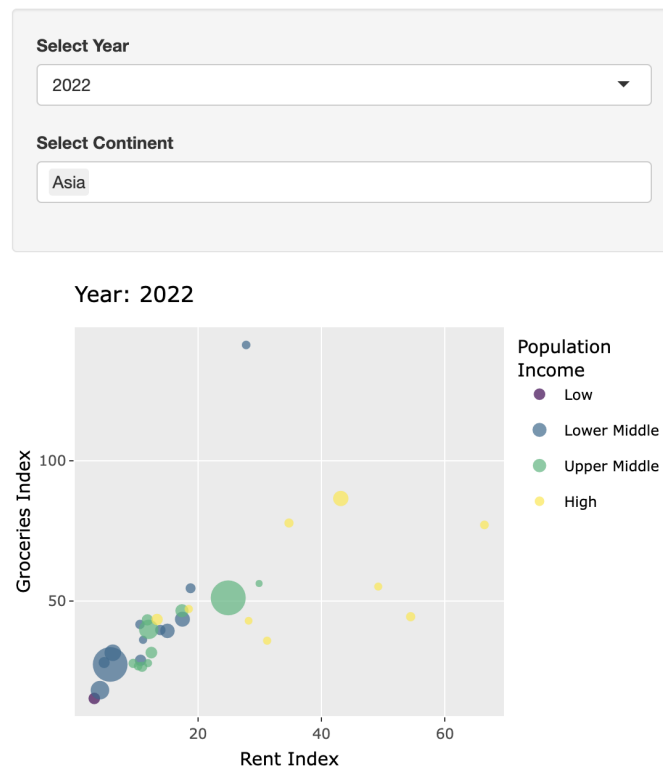 Select Year
2022
Select Continent
Asia
Year: 2022
Groceries Index
100
50
20
40
60
Rent Index
Population
Income
Low
Lower Middle
Upper Middle
High